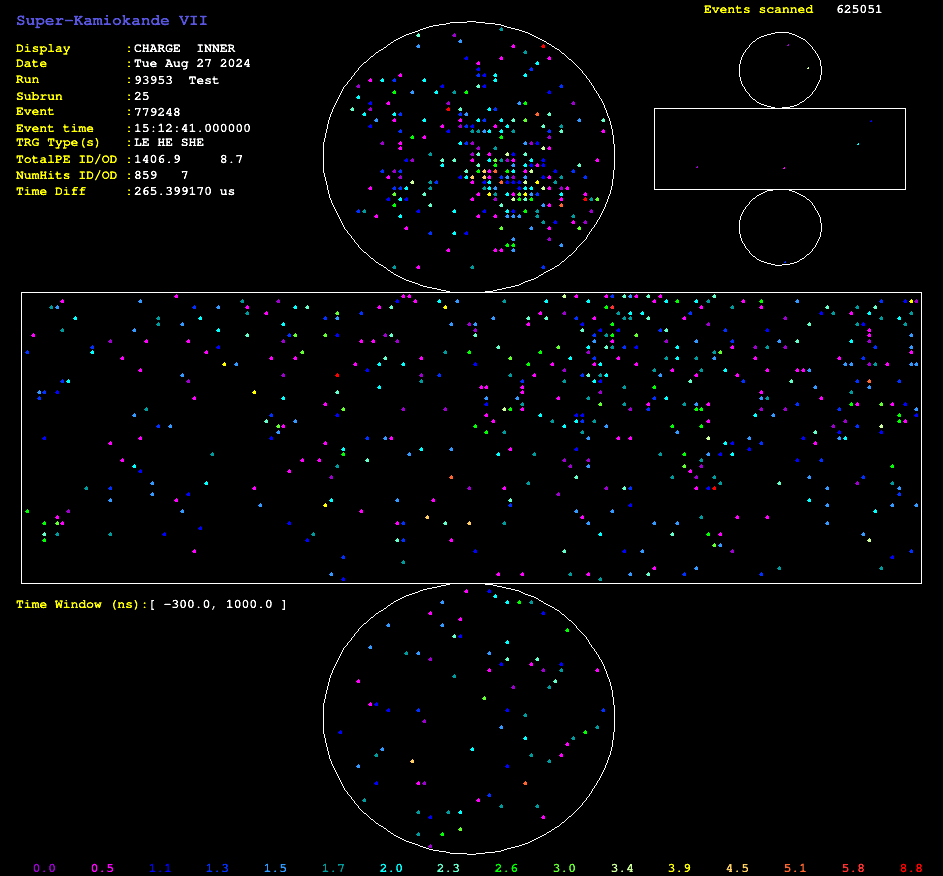 Super-Kamiokande VII
Events scanned 625051
Display :CHARGE INNER
Date :Tue Aug 27 2024
Run :93953 Test
Subrun :25
Event :779248
Event time :15:12:41.000000
TRG Type(s) :LE HE SHE
TotalPE ID/OD :1406.9 8.7
NumHits ID/OD :859 7
Time Diff :265.399170 us
Time Window (ns):[ -300.0, 1000.0 ]
0.0 0.5 1.1 1.3 1.5 1.7 2.0 2.3 2.6 3.0 3.4 3.9 4.5 5.1 5.8 8.8